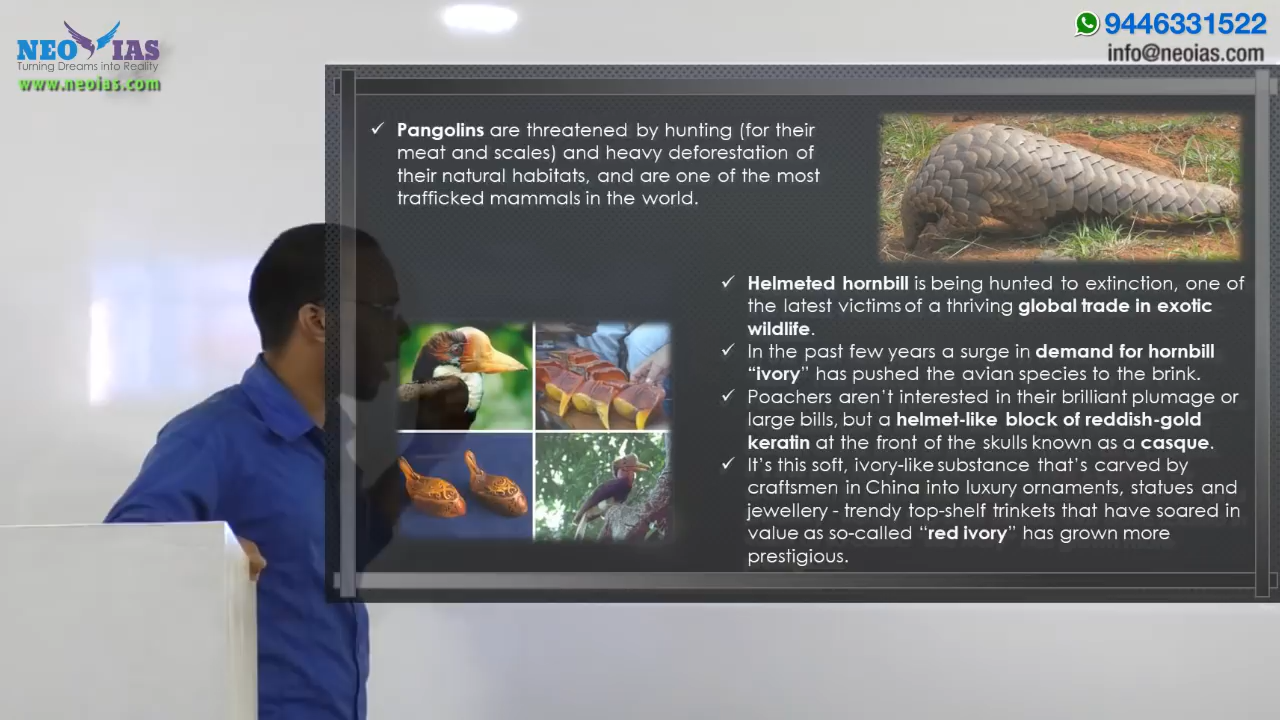 NEO IAS
Turning Dreams into Reality
www.neoias.com
9446331522
info@neoias.com
✓ Pangolins are threatened by hunting (for their
meat and scales) and heavy deforestation of
their natural habitats, and are one of the most
trafficked mammals in the world.
✓ Helmeted hornbill is being hunted to extinction, one of
the latest victims of a thriving global trade in exotic
wildlife.
✓ In the past few years a surge in demand for hornbill
“ivory” has pushed the avian species to the brink.
✓ Poachers aren’t interested in their brilliant plumage or
large bills, but a helmet-like block of reddish-gold
keratin at the front of the skulls known as a casque.
✓ It’s this soft, ivory-like substance that’s carved by
craftsmen in China into luxury ornaments, statues and
jewellery - trendy top-shelf trinkets that have soared in
value as so-called “red ivory” has grown more
prestigious.